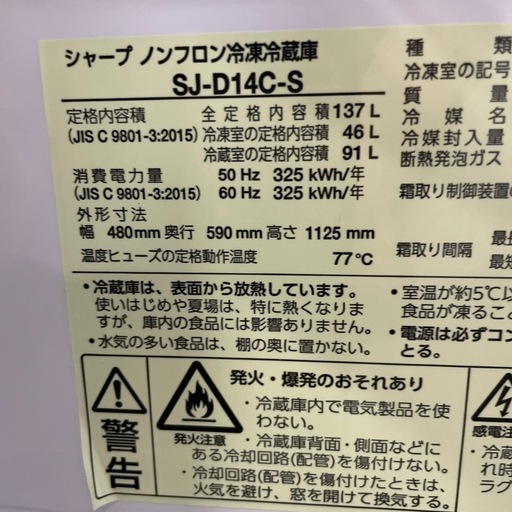 シャープ ノンフロン冷凍冷蔵庫
SJ-D14C-S
定格内容積 全定格内容積 137 L
(JIS C 9801-3:2015) 冷凍室の定格内容積 46 L
冷蔵室の定格内容積 91 L
消費電力量 50 Hz 325 kWh/年
(JIS C 9801-3:2015) 60 Hz 325 kWh/年
外形寸法
幅 480mm 奥行 590mm 高さ 1125 mm
温度ヒューズの定格動作温度 77℃
種 類
冷凍室の記号
質 量
冷 媒 名
冷媒封入量
断熱発泡ガス
霜取り制御装置の
霜取り間隔 最長
最短
・冷蔵庫は、表面から放熱しています。
使いはじめや夏場は、特に熱くなりま
すが、庫内の食品には影響ありません。
・水気の多い食品は、棚の奥に置かない。
・室温が約5℃以
食品が凍ること
・電源は必ずコン
とる。
警告
発火・爆発のおそれあり
発火注意
・冷蔵庫内で電気製品を使
わない。
・冷蔵庫背面・側面などに
ある冷却回路(配管)を傷付けない。
・冷却回路(配管)を傷付けたときは、
火気を避け、窓を開けて換気する。
感電注
れ時
ラグ